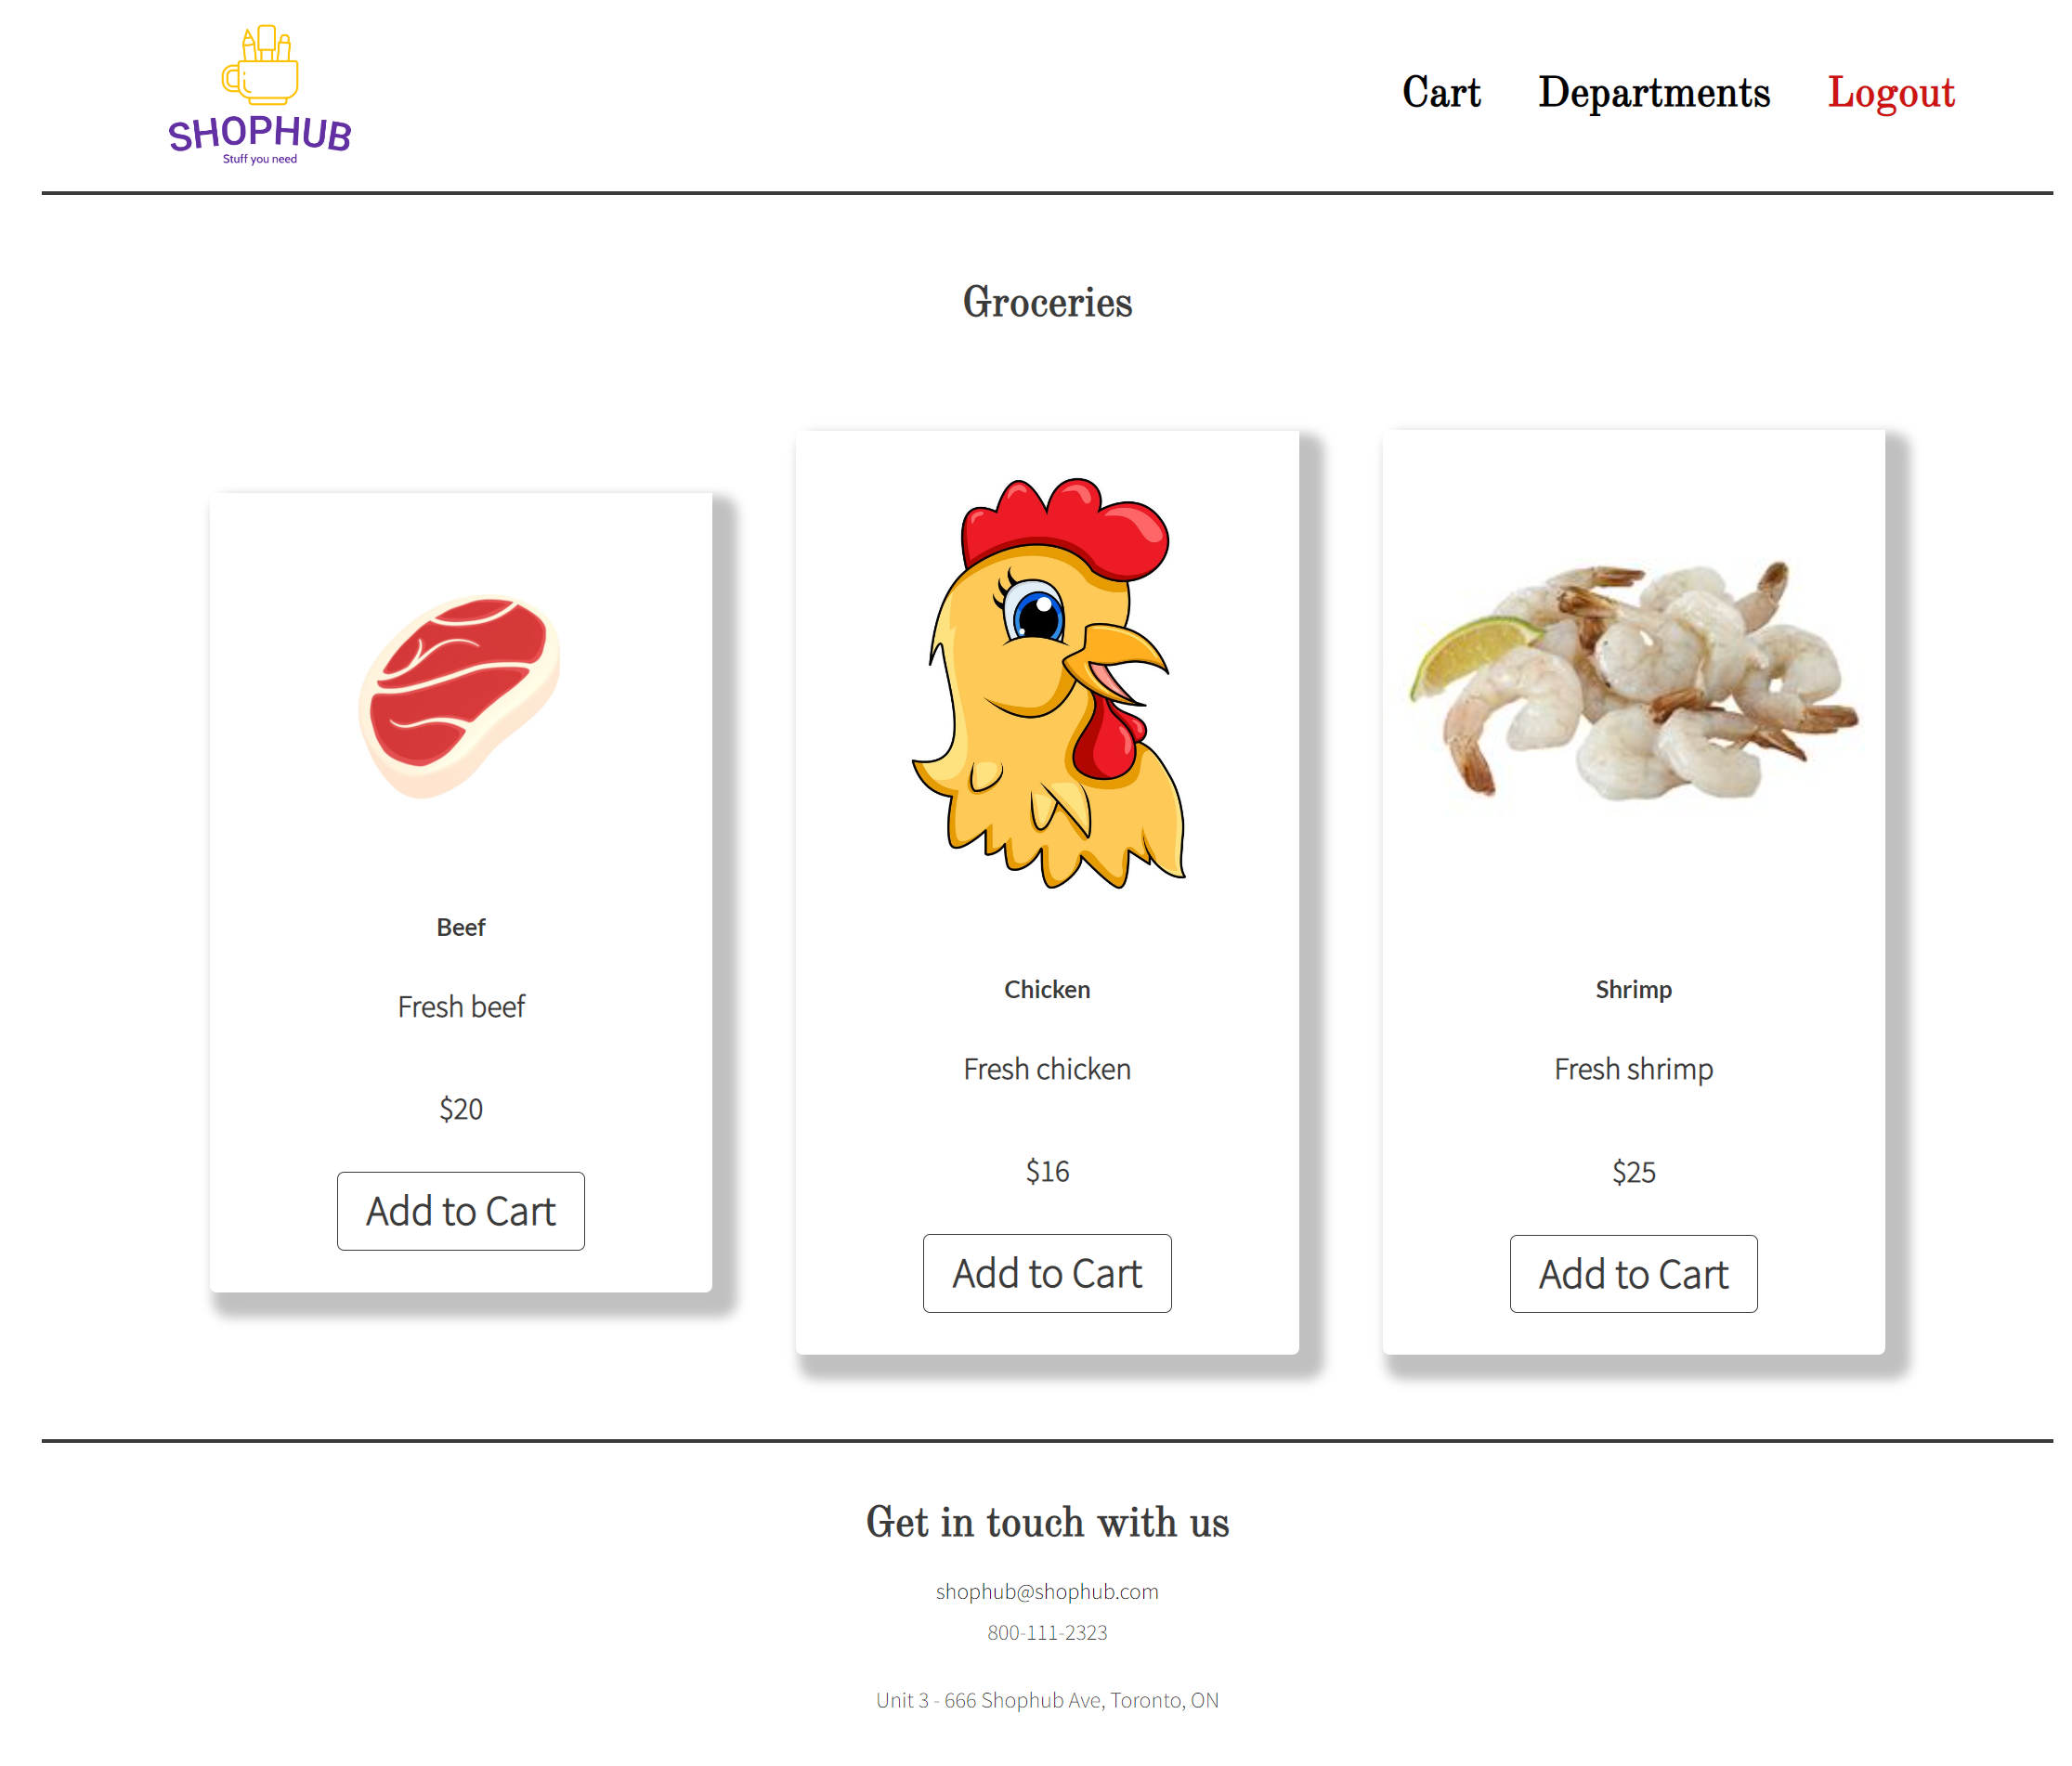 SHOPHUB
Stuff you need
Cart Departments Logout
Groceries
Beef
Fresh beef
$20
Add to Cart
Chicken
Fresh chicken
$16
Add to Cart
Shrimp
Fresh shrimp
$25
Add to Cart
Get in touch with us
shophub@shophub.com
800-111-2323
Unit 3 - 666 Shophub Ave, Toronto, ON